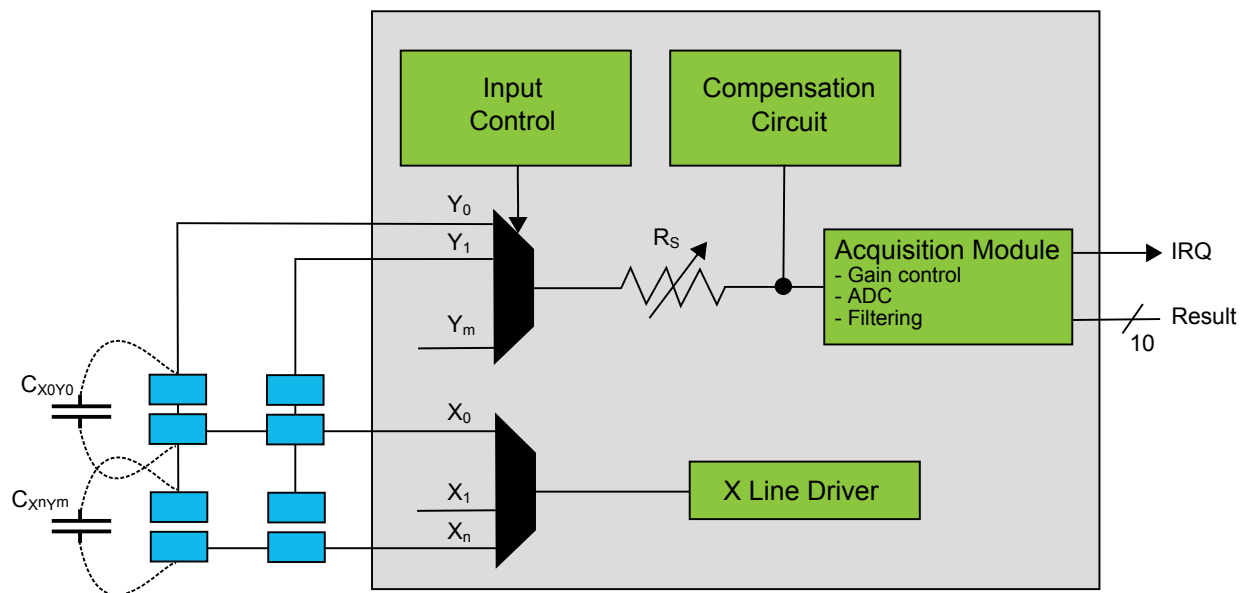 Input
Control
Compensation
Circuit
Y0
Y1
RS
Acquisition Module
- Gain control
- ADC
- Filtering
IRQ
Result
10
Ym
CX0Y0
X0
CXnYm
X1
Xn
X Line Driver